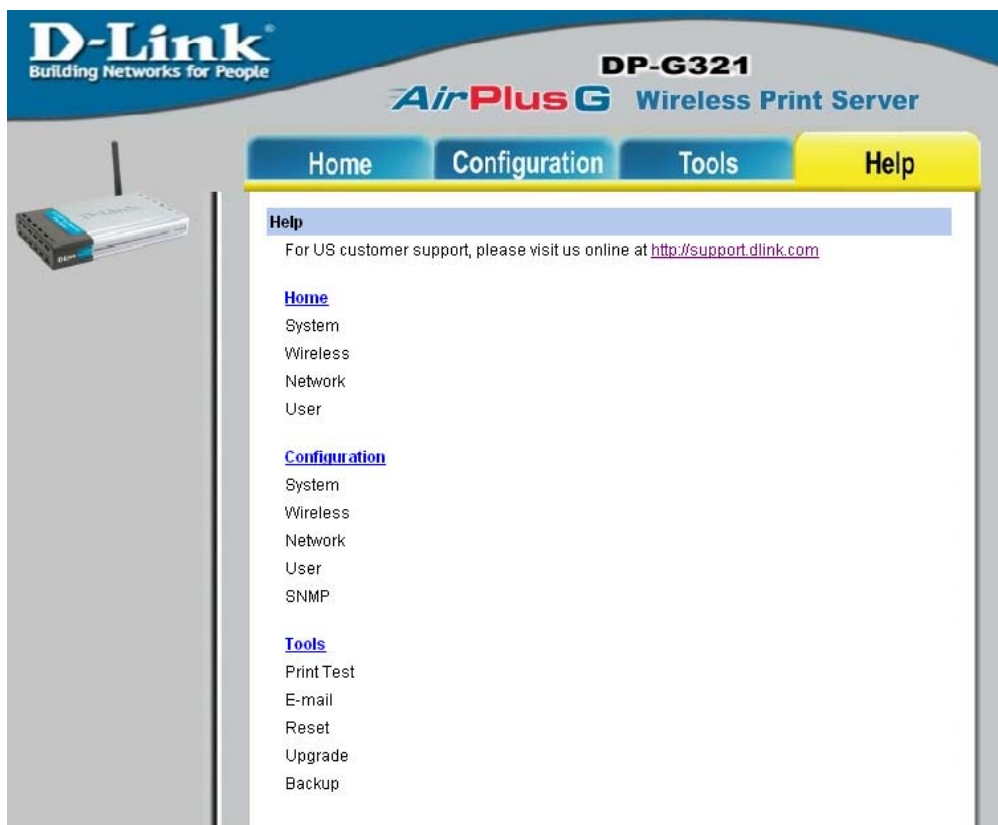 D-Link®
Building Networks for People
DP-G321
AirPlus G Wireless Print Server
Home
Configuration
Tools
Help
D-Link
D-Link
Help
For US customer support, please visit us online at http://support.dlink.com
Home
System
Wireless
Network
User
Configuration
System
Wireless
Network
User
SNMP
Tools
Print Test
E-mail
Reset
Upgrade
Backup